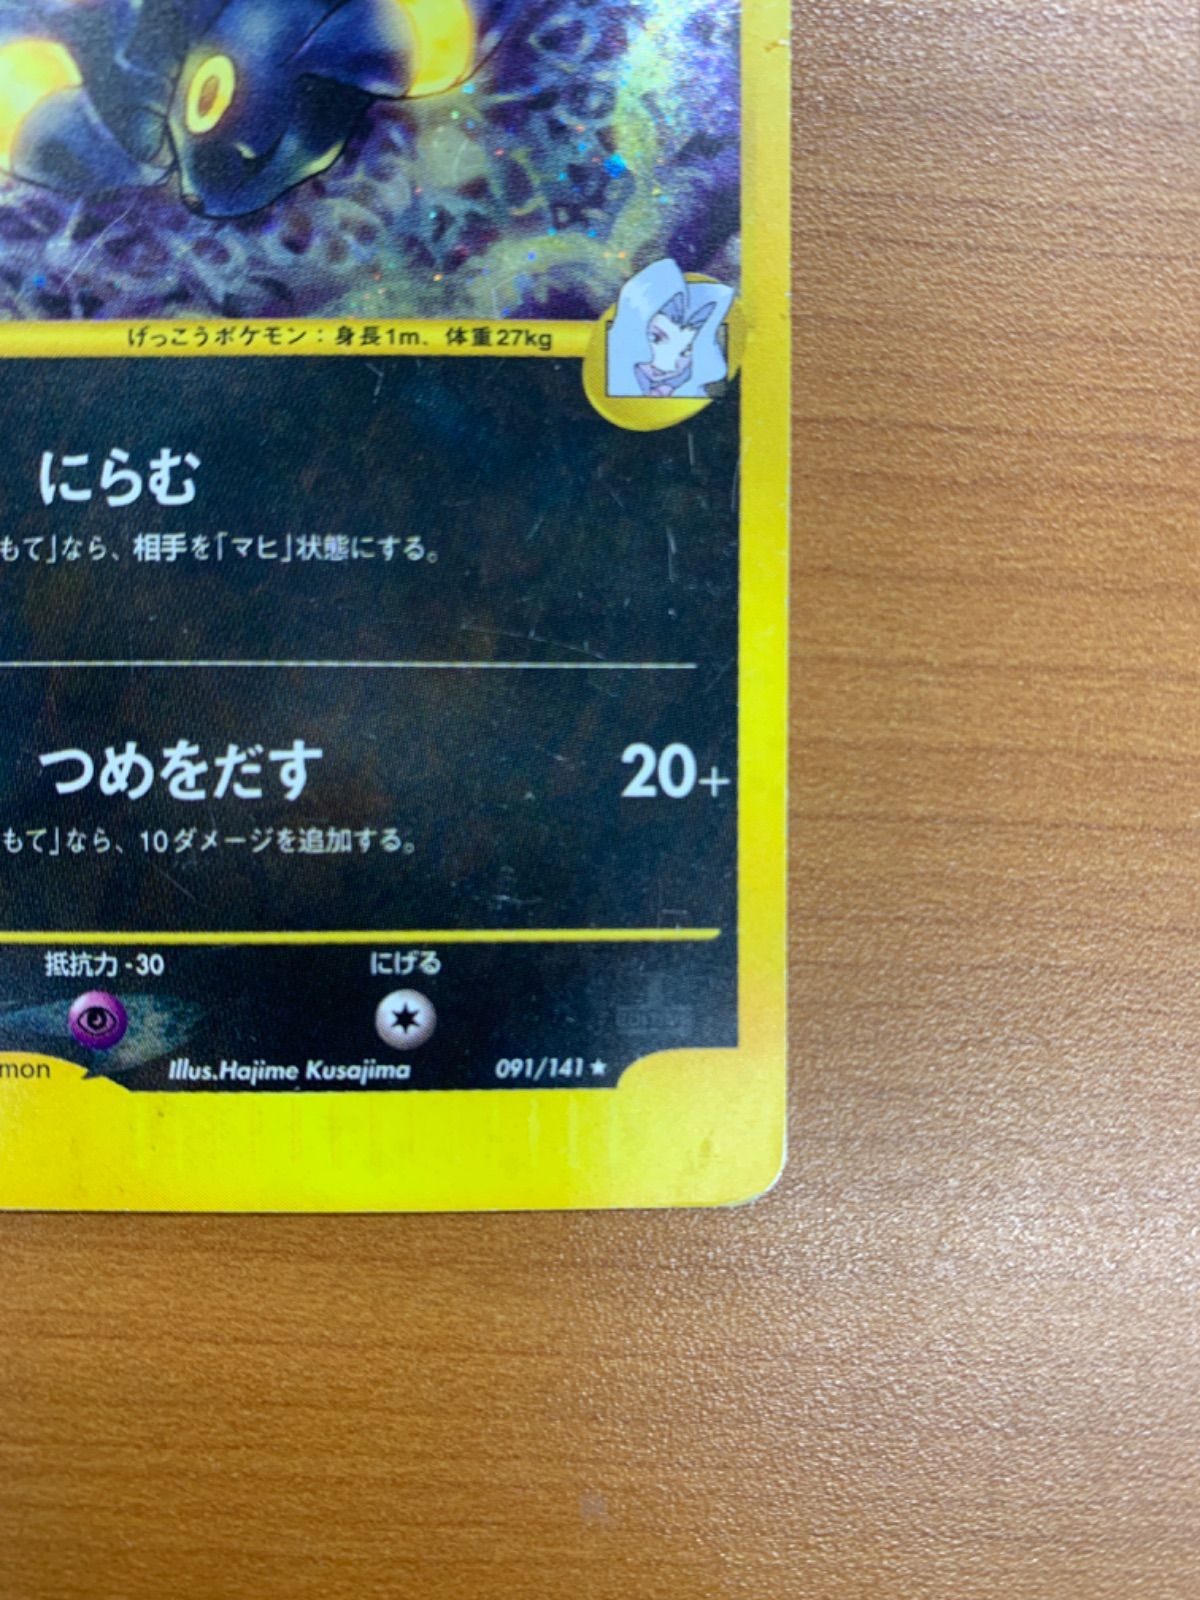 げっこうポケモン：身長1m、体重27kg
にらむ
もて」なら、相手を「マヒ」状態にする。
つめをだす 20+
もて」なら、10ダメージを追加する。
抵抗力-30 にげる
mon Illus.Hajime Kusajima 091/141★